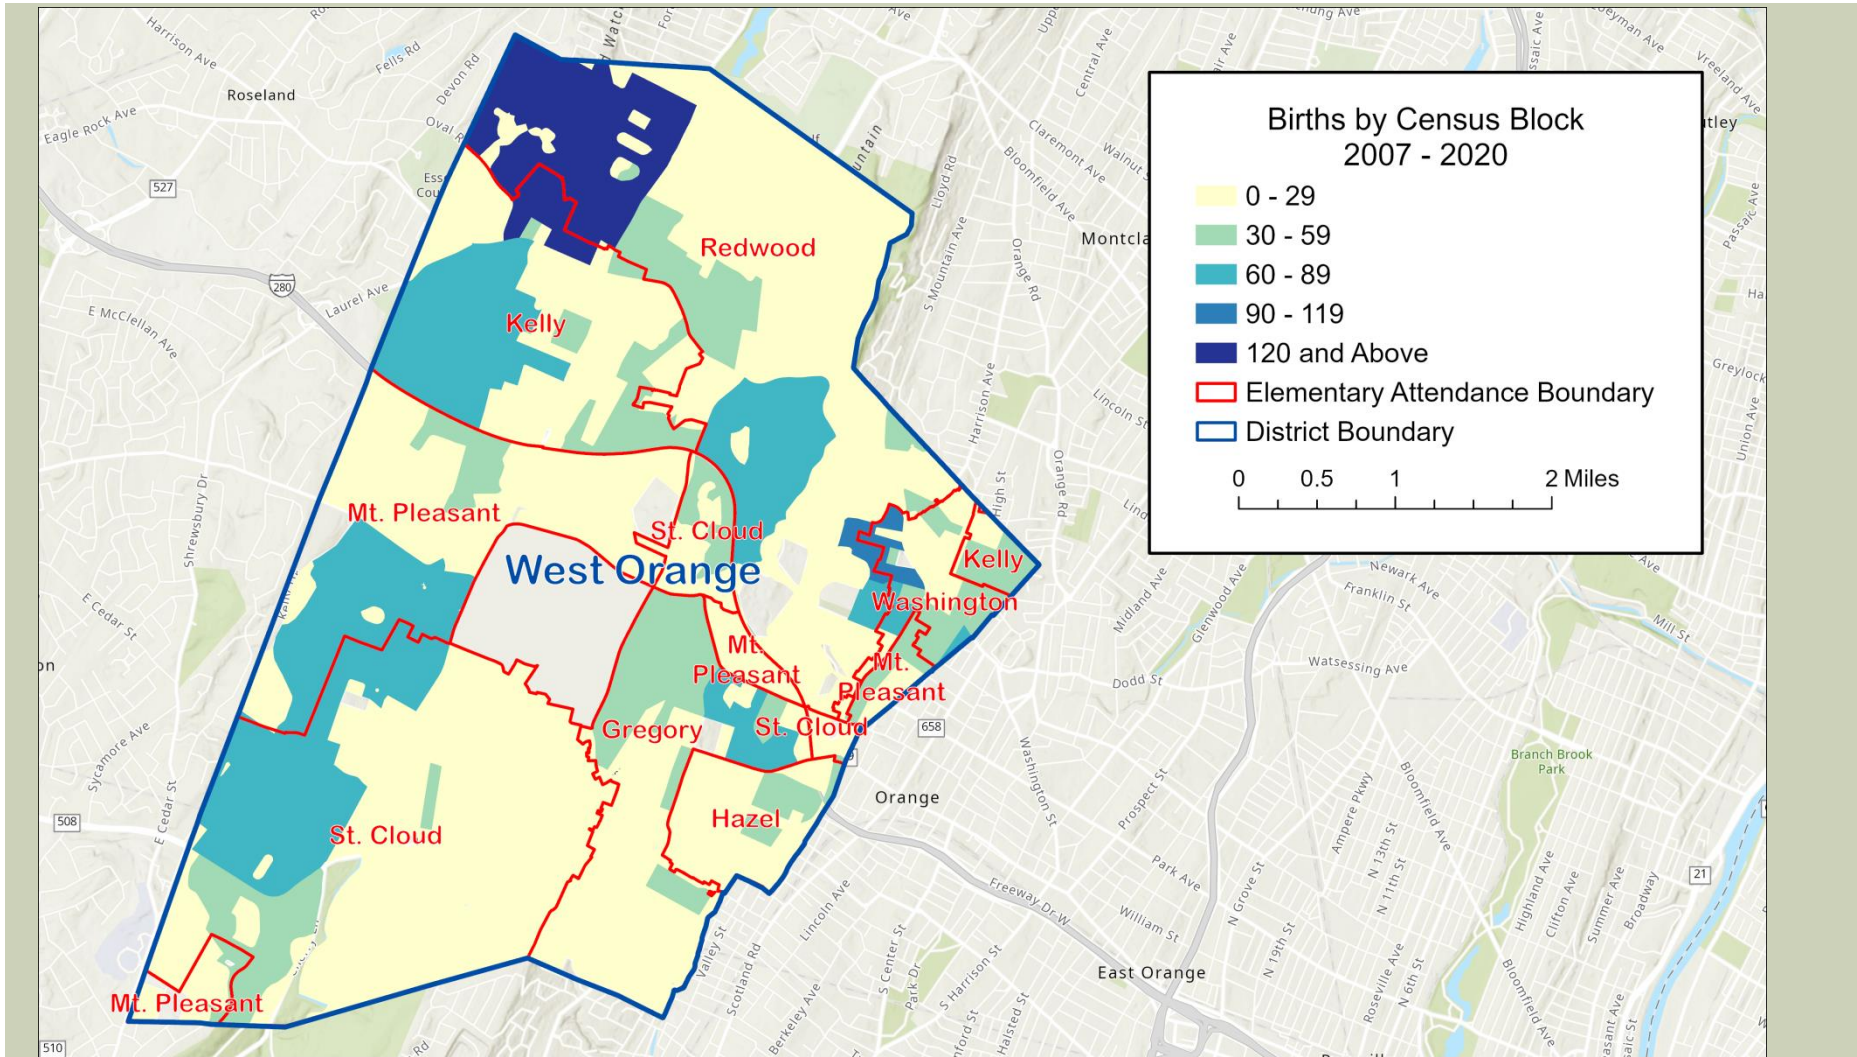 Births by Census Block
2007 - 2020
0 - 29
30 - 59
60 - 89
90 - 119
120 and Above
Elementary Attendance Boundary
District Boundary
0 0.5 1 2 Miles
Harrison Ave
Fells Rd
Devon Rd
Roseland
Eagle Rock Ave
527
280
Laurel Ave
E McClellan Ave
Shrewsbury Dr
E Cedar St
Sycamore Ave
E Cedar St
508
510
Redwood
Kelly
Mt. Pleasant
St. Cloud
West Orange
Kelly
Washington
Mt.
Pleasant
Mt.
Pleasant
Gregory
St. Cloud
Hazel
St. Cloud
Mt. Pleasant
Central Ave
Claremont Ave
Bloomfield Ave
Lloyd Rd
S Mountain Ave
Orange Rd
Harrison Ave
Lincoln St
Orange Rd
High St
Midland Ave
Glenwood Ave
Franklin St
Newark Ave
Mill St
Watsessing Ave
Dodd St
658
Washington St
Orange
Prospect St
Park Ave
Freeway Dr W
William St
N Grove St
N 19th St
Ampere Pkwy
N 13th St
N 11th St
Bloomfield Ave
Branch Brook
Park
Highland Ave
Clifton Ave
Summer Ave
Broadway
21
Lincoln Ave
Valley St
Scotland Rd
Berkeley Ave
S Center St
Park Dr
S Harrison St
Halsted St
East Orange
Roseville Ave
N 6th St
Bloomfield Ave
Vreeland Ave
Passaic Ave
Union Ave